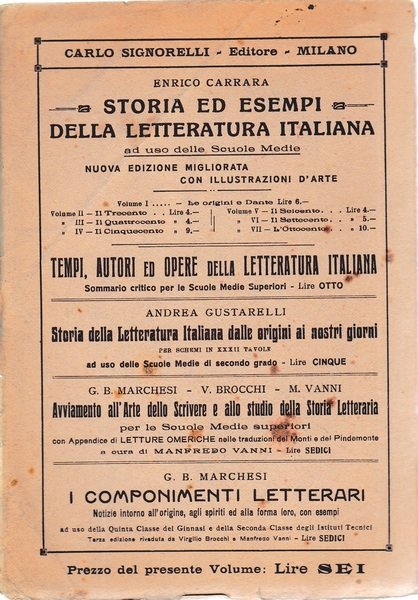 CARLO SIGNORELLI - Editore - MILANO
ENRICO CARRARA
STORIA ED ESEMPI
DELLA LETTERATURA ITALIANA
ad uso delle Scuole Medie
NUOVA EDIZIONE MIGLIORATA
CON ILLUSTRAZIONI D'ARTE
Volume I ..... - Le origini e Dante Lire 6.—
Volume II - Il Trecento . Lire 4.— Volume V - Il Seicento. . Lire 4.—
„ III - Il Quattrocento „ 4.— „ VI - Il Settecento . „ 5.—
„ IV - Il Cinquecento „ 9.— „ VII - L'Ottocento. . „ 10.—
TEMPI, AUTORI ED OPERE DELLA LETTERATURA ITALIANA
Sommario critico per le Scuole Medie Superiori - Lire OTTO
ANDREA GUSTARELLI
Storia della Letteratura Italiana dalle origini ai nostri giorni
PER SCHEMI IN XXXII TAVOLE
ad uso delle Scuole Medie di secondo grado - Lire CINQUE
G. B. MARCHESI - V. BROCCHI - M. VANNI
Avviamento all'Arte dello Scrivere e allo studio della Storia Letteraria
per le Scuole Medie superiori
con Appendice di LETTURE OMERICHE nelle traduzioni del Monti e del Pindemonte
a cura di MANFREDO VANNI - Lire SEDICI
G. B. MARCHESI
I COMPONIMENTI LETTERARI
Notizie intorno all'origine, agli spiriti ed alla forma loro, con esempi
ad uso della Quinta Classe dei Ginnasi e della Seconda Classe degli Istituti Tecnici
Terza edizione riveduta da Virgilio Brocchi e Manfredo Vanni - Lire SEDICI
Prezzo del presente Volume: Lire SEI